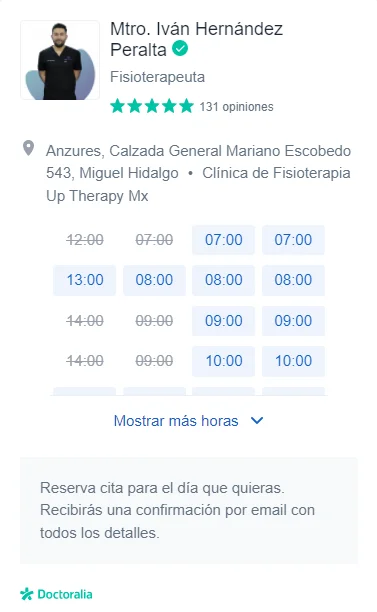 Mtro. Iván Hernández
Peralta
Fisioterapeuta
131 opiniones
Anzures, Calzada General Mariano Escobedo
543, Miguel Hidalgo • Clínica de Fisioterapia
Up Therapy Mx
12:00 07:00 07:00 07:00
13:00 08:00 08:00 08:00
14:00 09:00 09:00 09:00
14:00 09:00 10:00 10:00
Mostrar más horas
Reserva cita para el día que quieras.
Recibirás una confirmación por email con
todos los detalles.
Doctoralia